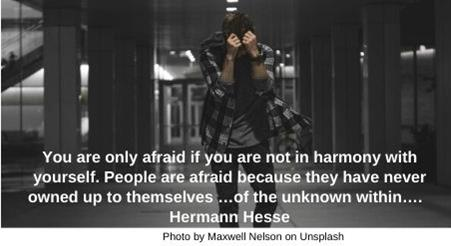 You are only afraid if you are not in harmony with
yourself. People are afraid because they have never
owned up to themselves ...of the unknown within....
Hermann Hesse
Photo by Maxwell Nelson on Unsplash